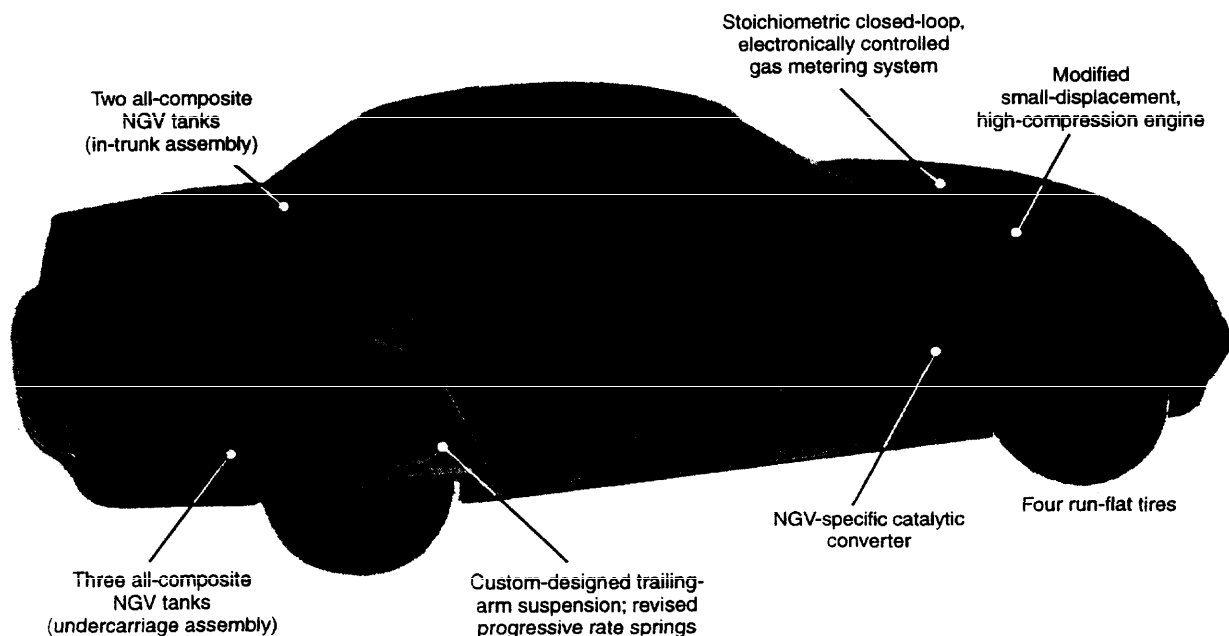 Stoichiometric closed-loop,
electronically controlled
gas metering system
Modified
small-displacement,
high-compression engine
Two all-composite
NGV tanks
(in-trunk assembly)
Four run-flat tires
NGV-specific catalytic
converter
Three all-composite
NGV tanks
(undercarriage assembly)
Custom-designed trailing-
arm suspension; revised
progressive rate springs